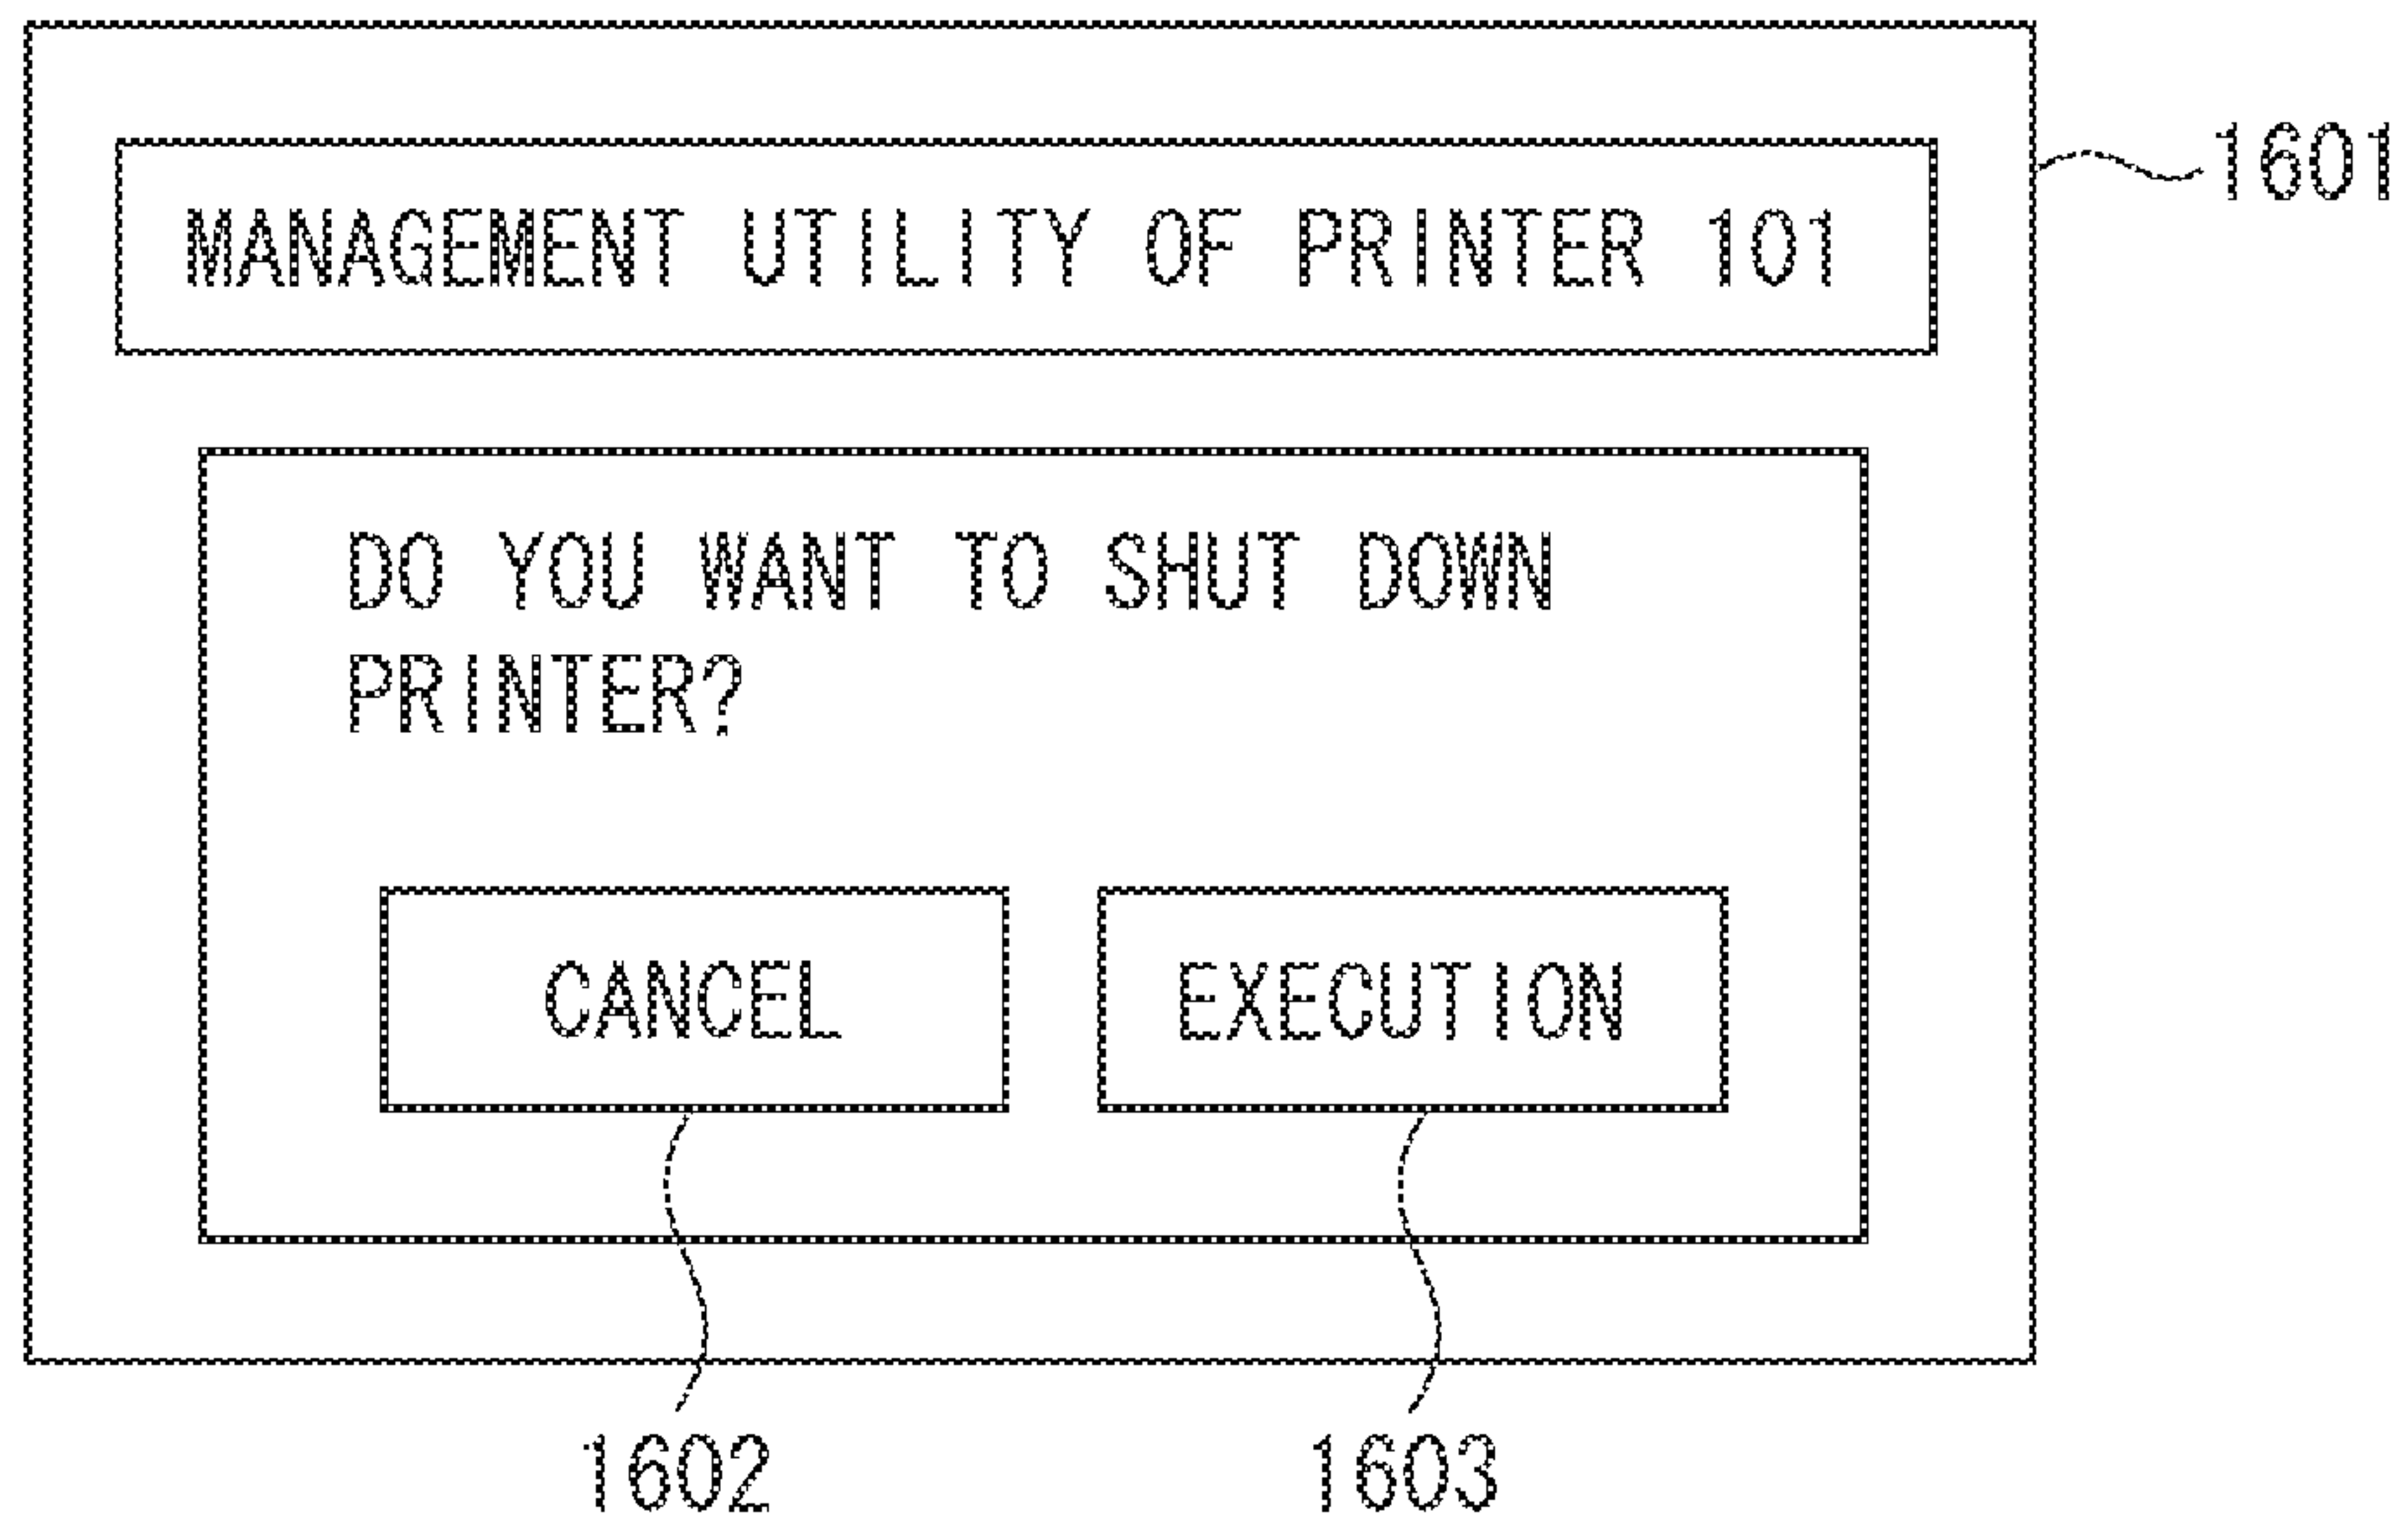 1601
MANAGEMENT UTILITY OF PRINTER 101
DO YOU WANT TO SHUT DOWN
PRINTER?
CANCEL
EXECUTION
1602
1603